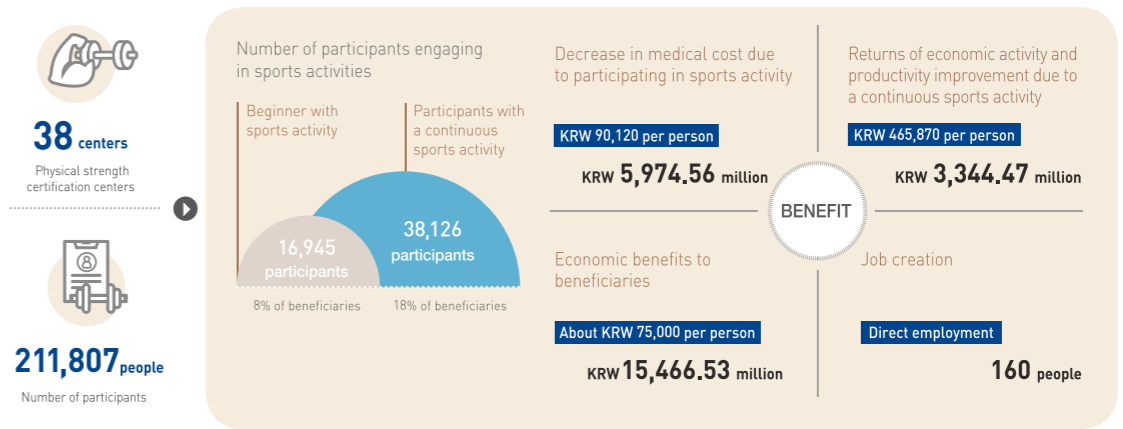 38 centers
Physical strength
certification centers
211,807 people
Number of participants
Number of participants engaging
in sports activities
Beginner with
sports activity
Participants with
a continuous
sports activity
16,945
participants
38,126
participants
8% of beneficiaries
18% of beneficiaries
Decrease in medical cost due
to participating in sports activity
KRW 90,120 per person
KRW 5,974.56 million
Returns of economic activity and
productivity improvement due to
a continuous sports activity
KRW 465,870 per person
KRW 3,344.47 million
BENEFIT
Economic benefits to
beneficiaries
About KRW 75,000 per person
KRW 15,466.53 million
Job creation
Direct employment
160 people